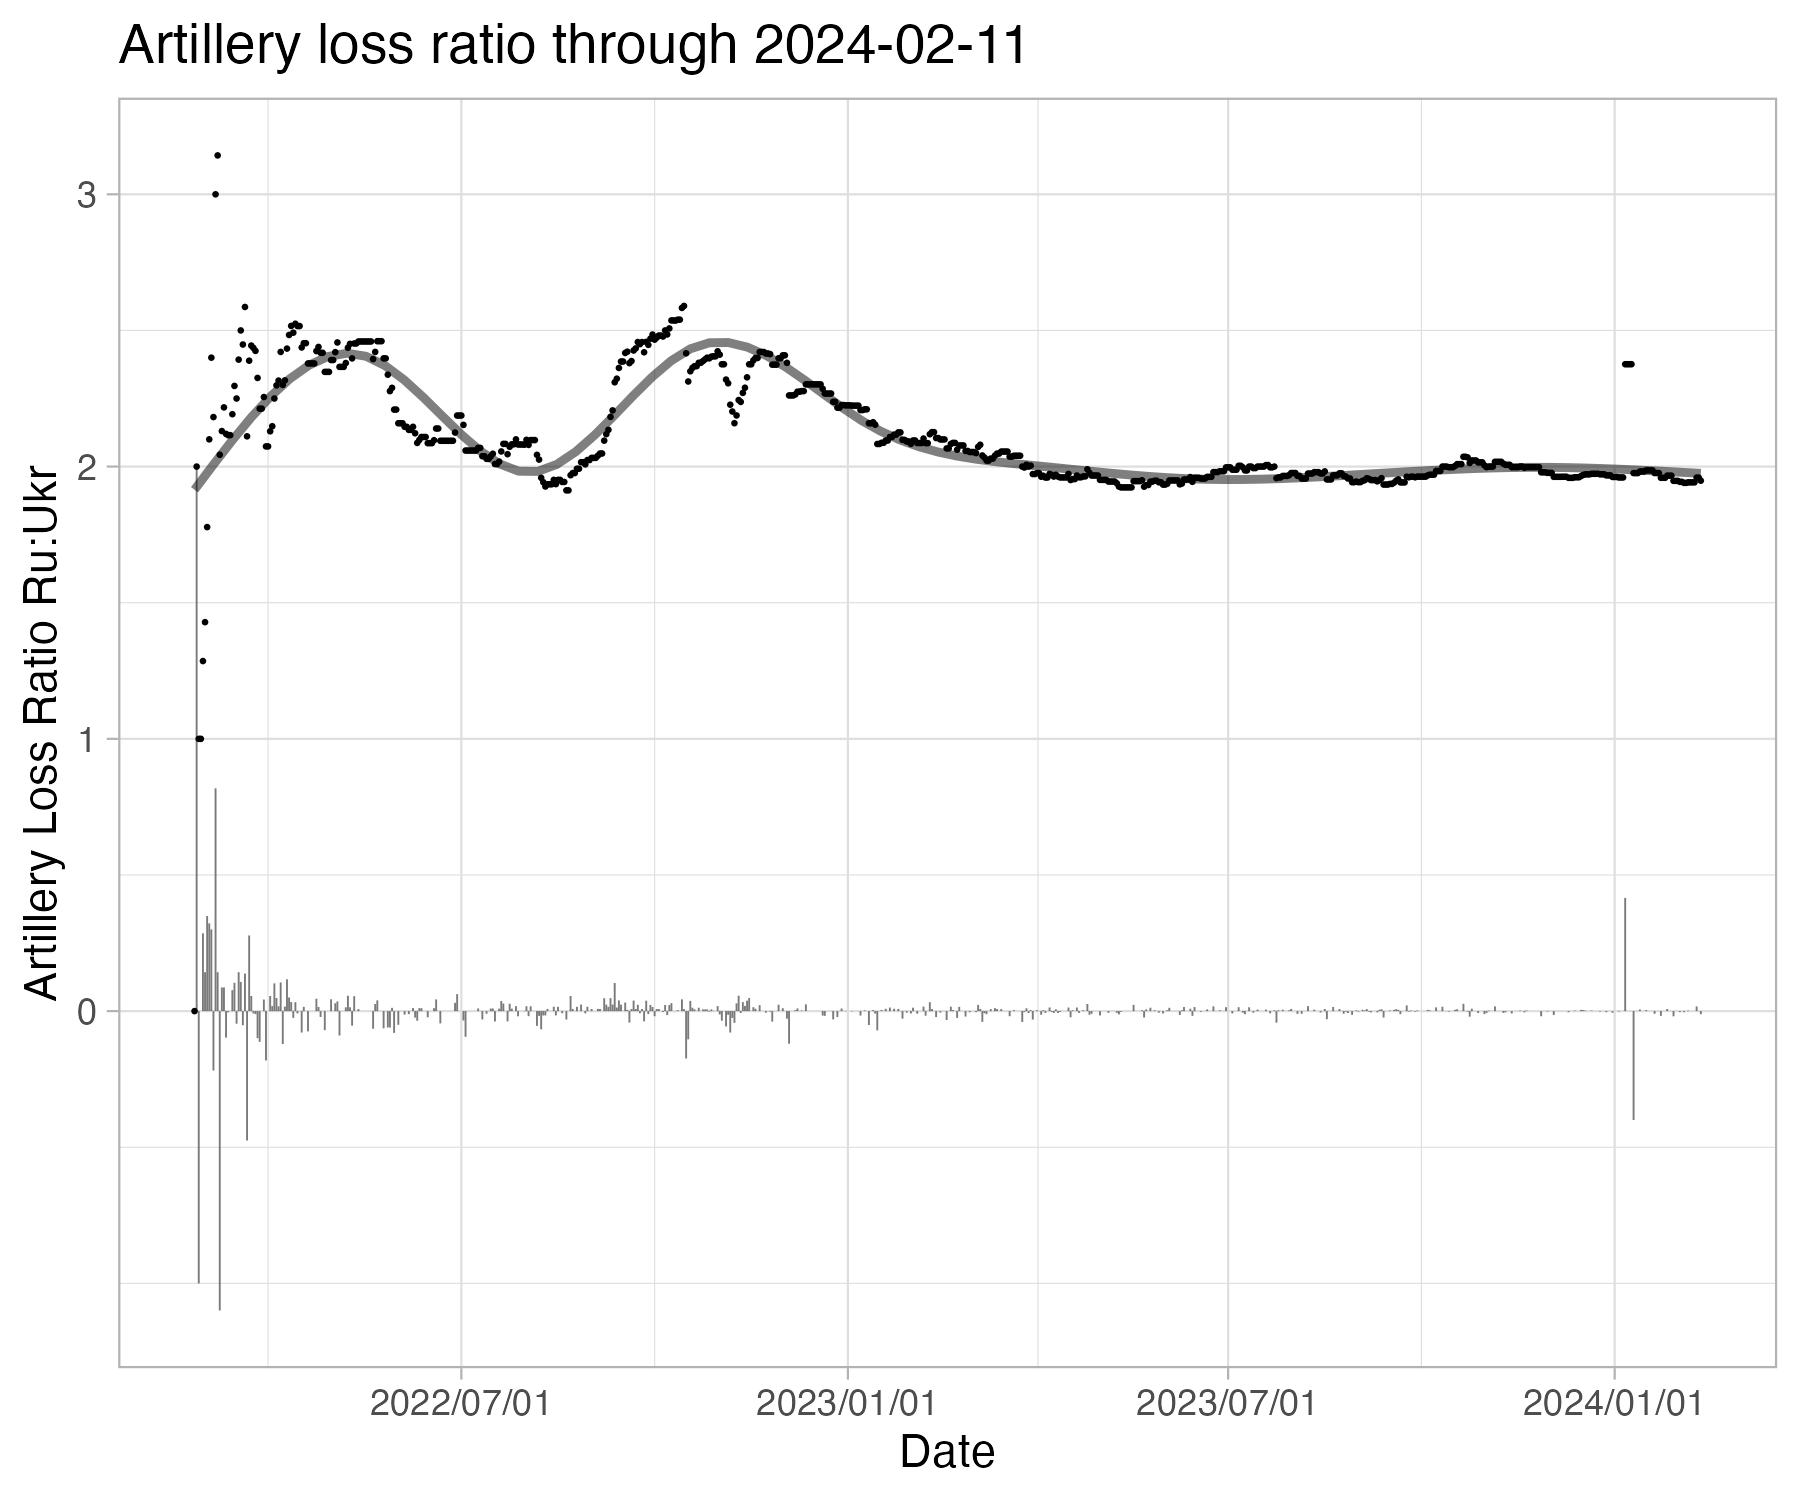 Artillery loss ratio through 2024-02-11
Artillery Loss Ratio Ru:Ukr
3
2
1
0
2022/07/01
2023/01/01
2023/07/01
2024/01/01
Date